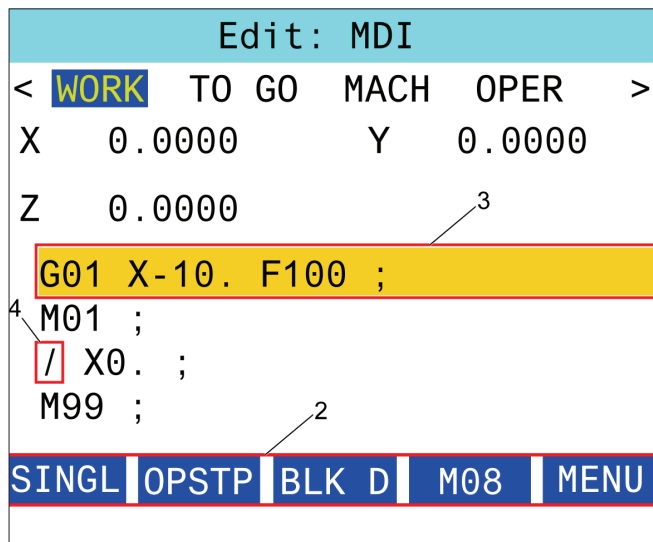 Edit: MDI
< WORK TO GO MACH OPER >
X 0.0000 Y 0.0000
Z 0.0000
3
G01 X-10. F100 ;
4
M01 ;
/ X0. ;
M99 ;
2
SINGL OPSTP BLK D M08 MENU